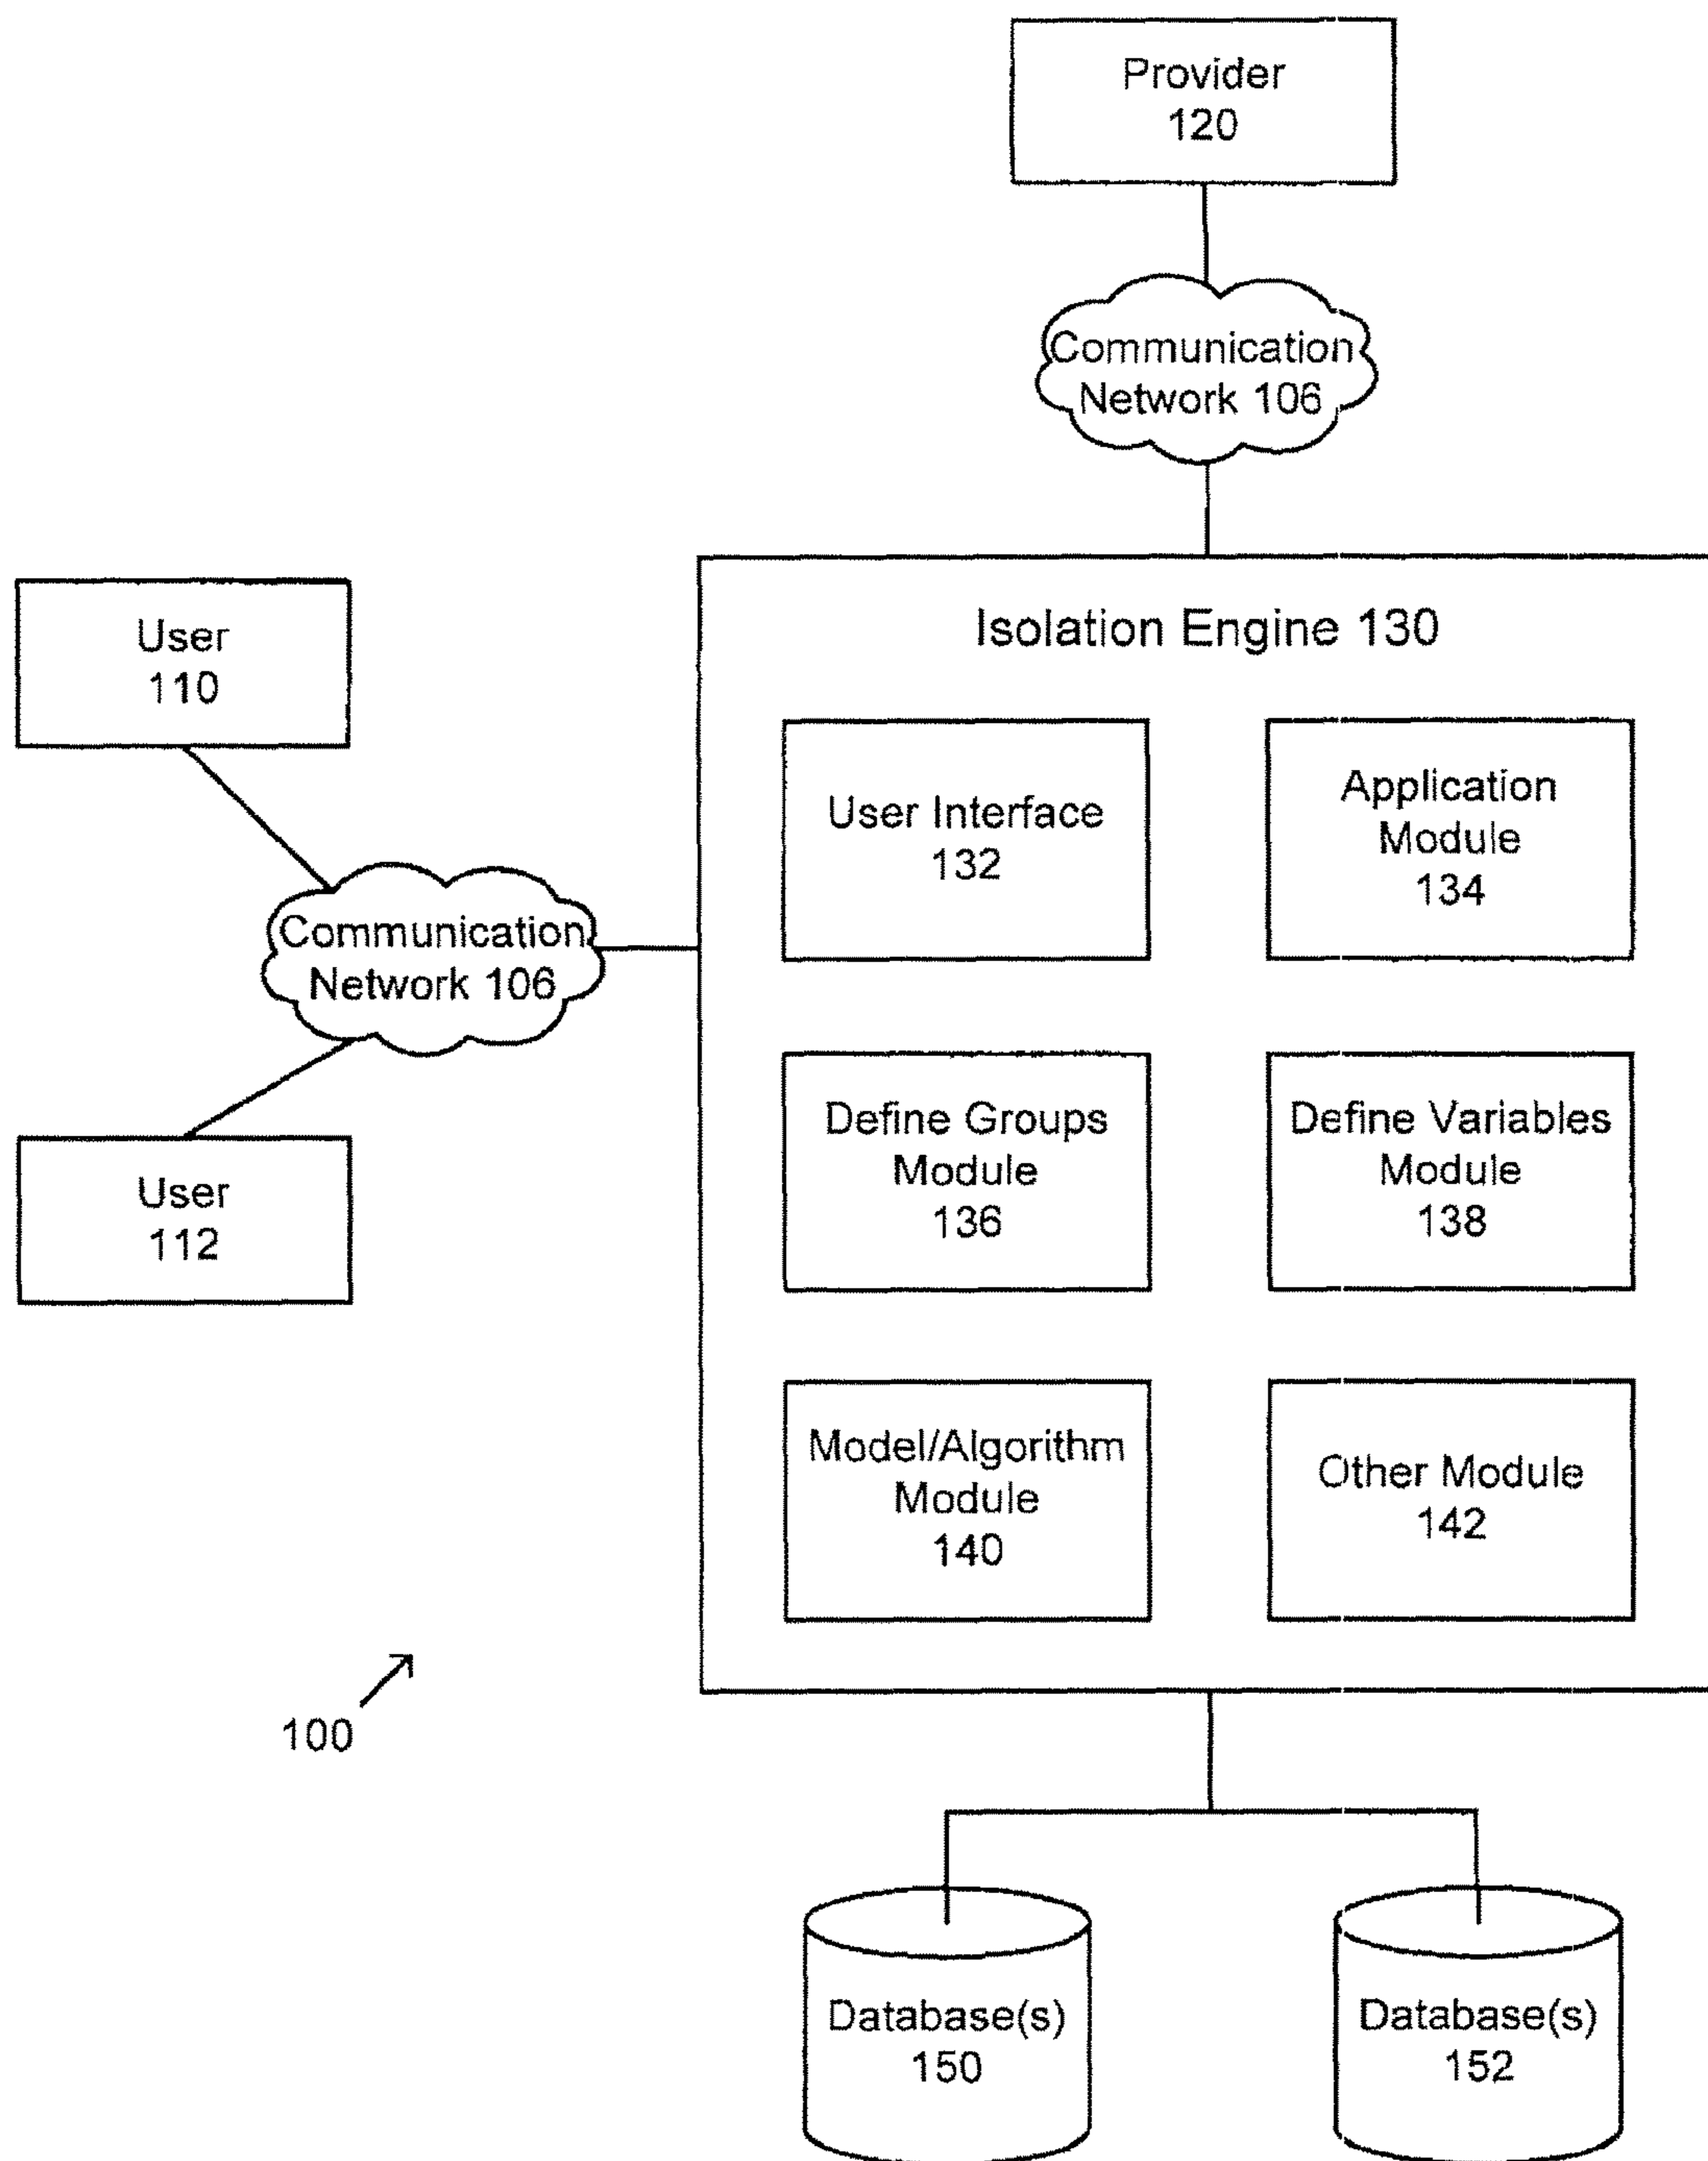 Provider
120
Communication
Network 106
Isolation Engine 130
User
110
User Interface
132
Application
Module
134
Communication
Network 106
Define Groups
Module
136
Define Variables
Module
138
User
112
Model/Algorithm
Module
140
Other Module
142
100
Database(s)
150
Database(s)
152